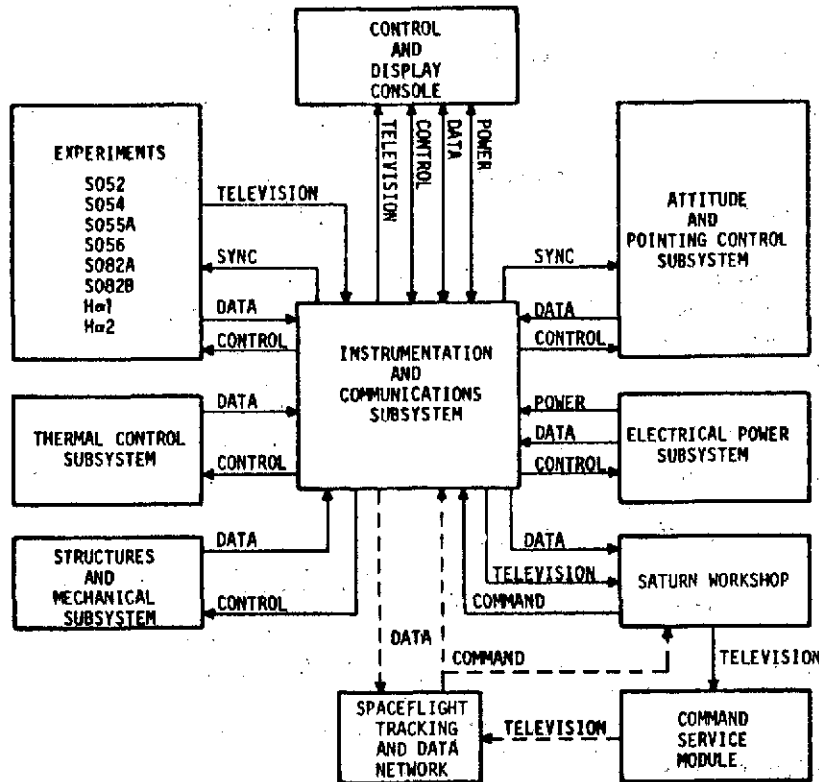 CONTROL
AND
DISPLAY
CONSOLE
TELEVISION
CONTROL
DATA
POWER
EXPERIMENTS
S052
S054
S055A
S056
S082A
S082B
Hα1
Hα2
TELEVISION
SYNC
DATA
CONTROL
ATTITUDE
AND
POINTING CONTROL
SUBSYSTEM
SYNC
DATA
CONTROL
INSTRUMENTATION
AND
COMMUNICATIONS
SUBSYSTEM
THERMAL CONTROL
SUBSYSTEM
DATA
CONTROL
POWER
DATA
CONTROL
ELECTRICAL POWER
SUBSYSTEM
STRUCTURES
AND
MECHANICAL
SUBSYSTEM
DATA
CONTROL
DATA
TELEVISION
COMMAND
SATURN WORKSHOP
DATA
COMMAND
TELEVISION
SPACEFLIGHT
TRACKING
AND DATA
NETWORK
TELEVISION
COMMAND
SERVICE
MODULE